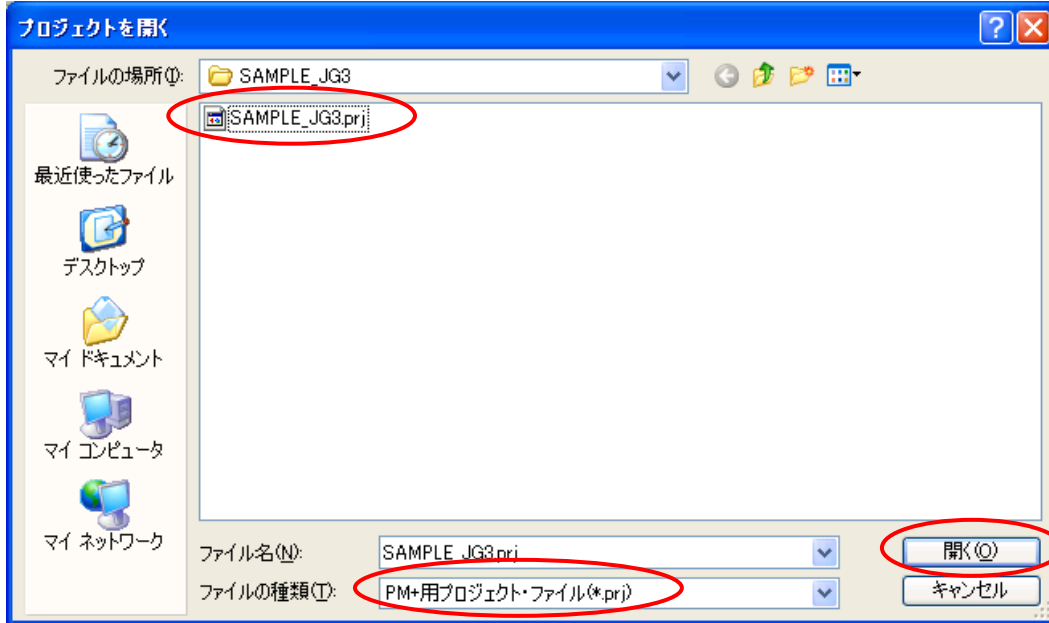 プロジェクトを開く
ファイルの場所(I):
SAMPLE_JG3
SAMPLE_JG3.prj
最近使ったファイル
デスクトップ
マイ ドキュメント
マイ コンピュータ
マイ ネットワーク
ファイル名(N):
SAMPLE_JG3.prj
開く(O)
ファイルの種類(T):
PM+用プロジェクト・ファイル(*.prj)
キャンセル